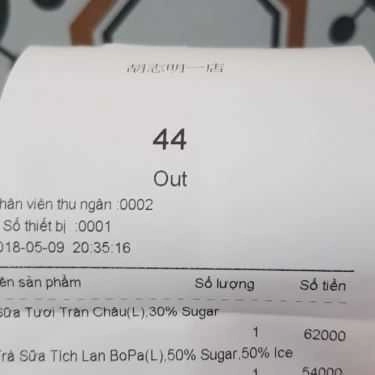 胡志明一店
44
Out
hân viên thu ngân :0002
Số thiết bị :0001
018-05-09 20:35:16
ên sản phẩm Số lượng Số tiền
Sữa Tươi Trân Châu(L),30% Sugar
1 62000
Trà Sữa Tích Lan BoPa(L),50% Sugar,50% Ice
1 54000